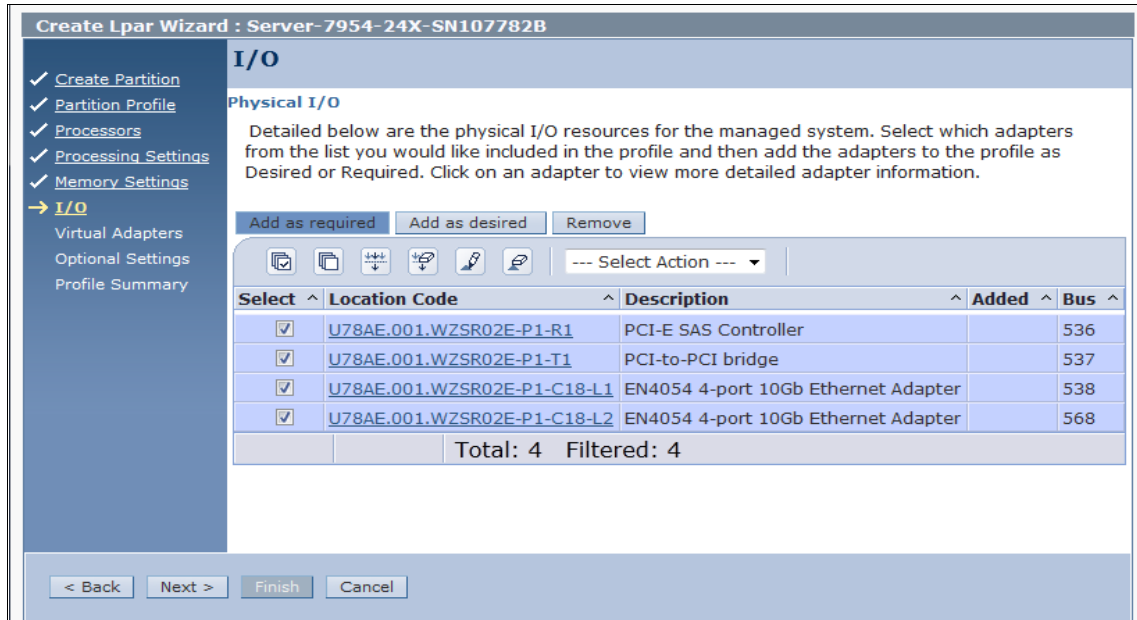 Create Lpar Wizard : Server-7954-24X-SN107782B
Create Partition
Partition Profile
Processors
Processing Settings
Memory Settings
I/O
Virtual Adapters
Optional Settings
Profile Summary
I/O
Physical I/O
Detailed below are the physical I/O resources for the managed system. Select which adapters
from the list you would like included in the profile and then add the adapters to the profile as
Desired or Required. Click on an adapter to view more detailed adapter information.
Add as required Add as desired Remove
--- Select Action ---
Select ^ Location Code ^ Description ^ Added ^ Bus ^
U78AE.001.WZSR02E-P1-R1 PCI-E SAS Controller 536
U78AE.001.WZSR02E-P1-T1 PCI-to-PCI bridge 537
U78AE.001.WZSR02E-P1-C18-L1 EN4054 4-port 10Gb Ethernet Adapter 538
U78AE.001.WZSR02E-P1-C18-L2 EN4054 4-port 10Gb Ethernet Adapter 568
Total: 4 Filtered: 4
< Back Next > Finish Cancel